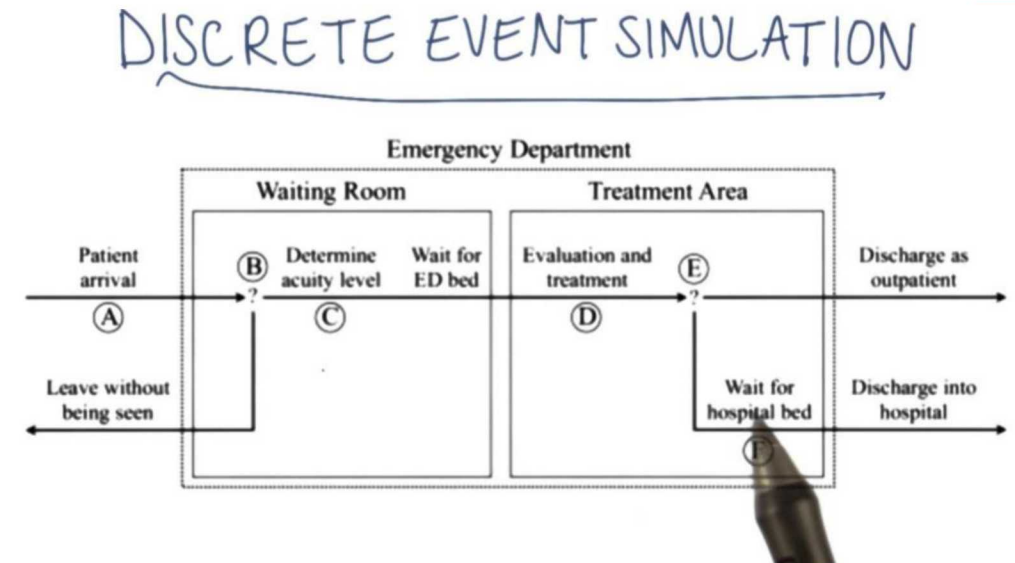 DISCRETE EVENT SIMULATION
Emergency Department
Waiting Room
Treatment Area
Patient
arrival
A
B
?
Determine
acuity level
C
Wait for
ED bed
Evaluation and
treatment
D
E
?
Discharge as
outpatient
Leave without
being seen
Wait for
hospital bed
F
Discharge into
hospital